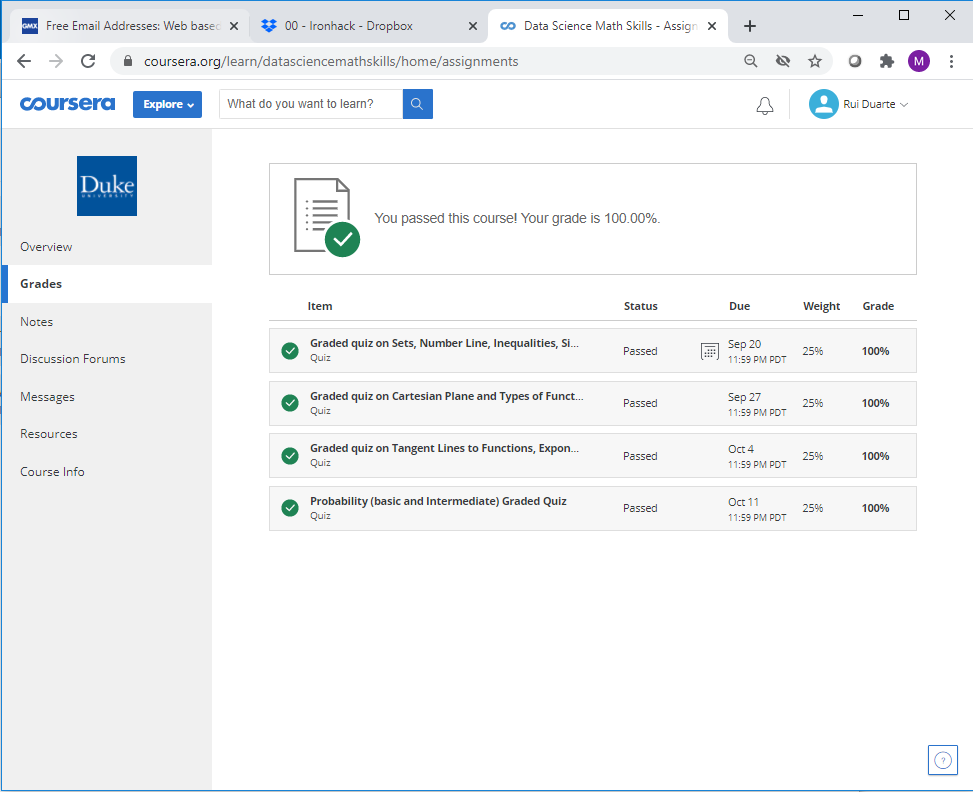 GMX Free Email Addresses: Web based
00 - Ironhack - Dropbox
Data Science Math Skills - Assign
coursera.org/learn/datasciencemathskills/home/assignments
M
coursera
Explore
What do you want to learn?
Rui Duarte
Duke
UNIVERSITY
Overview
Grades
Notes
Discussion Forums
Messages
Resources
Course Info
You passed this course! Your grade is 100.00%.
Item Status Due Weight Grade
Graded quiz on Sets, Number Line, Inequalities, Si...
Quiz
Passed
Sep 20
11:59 PM PDT
25%
100%
Graded quiz on Cartesian Plane and Types of Funct...
Quiz
Passed
Sep 27
11:59 PM PDT
25%
100%
Graded quiz on Tangent Lines to Functions, Expon...
Quiz
Passed
Oct 4
11:59 PM PDT
25%
100%
Probability (basic and Intermediate) Graded Quiz
Quiz
Passed
Oct 11
11:59 PM PDT
25%
100%
?